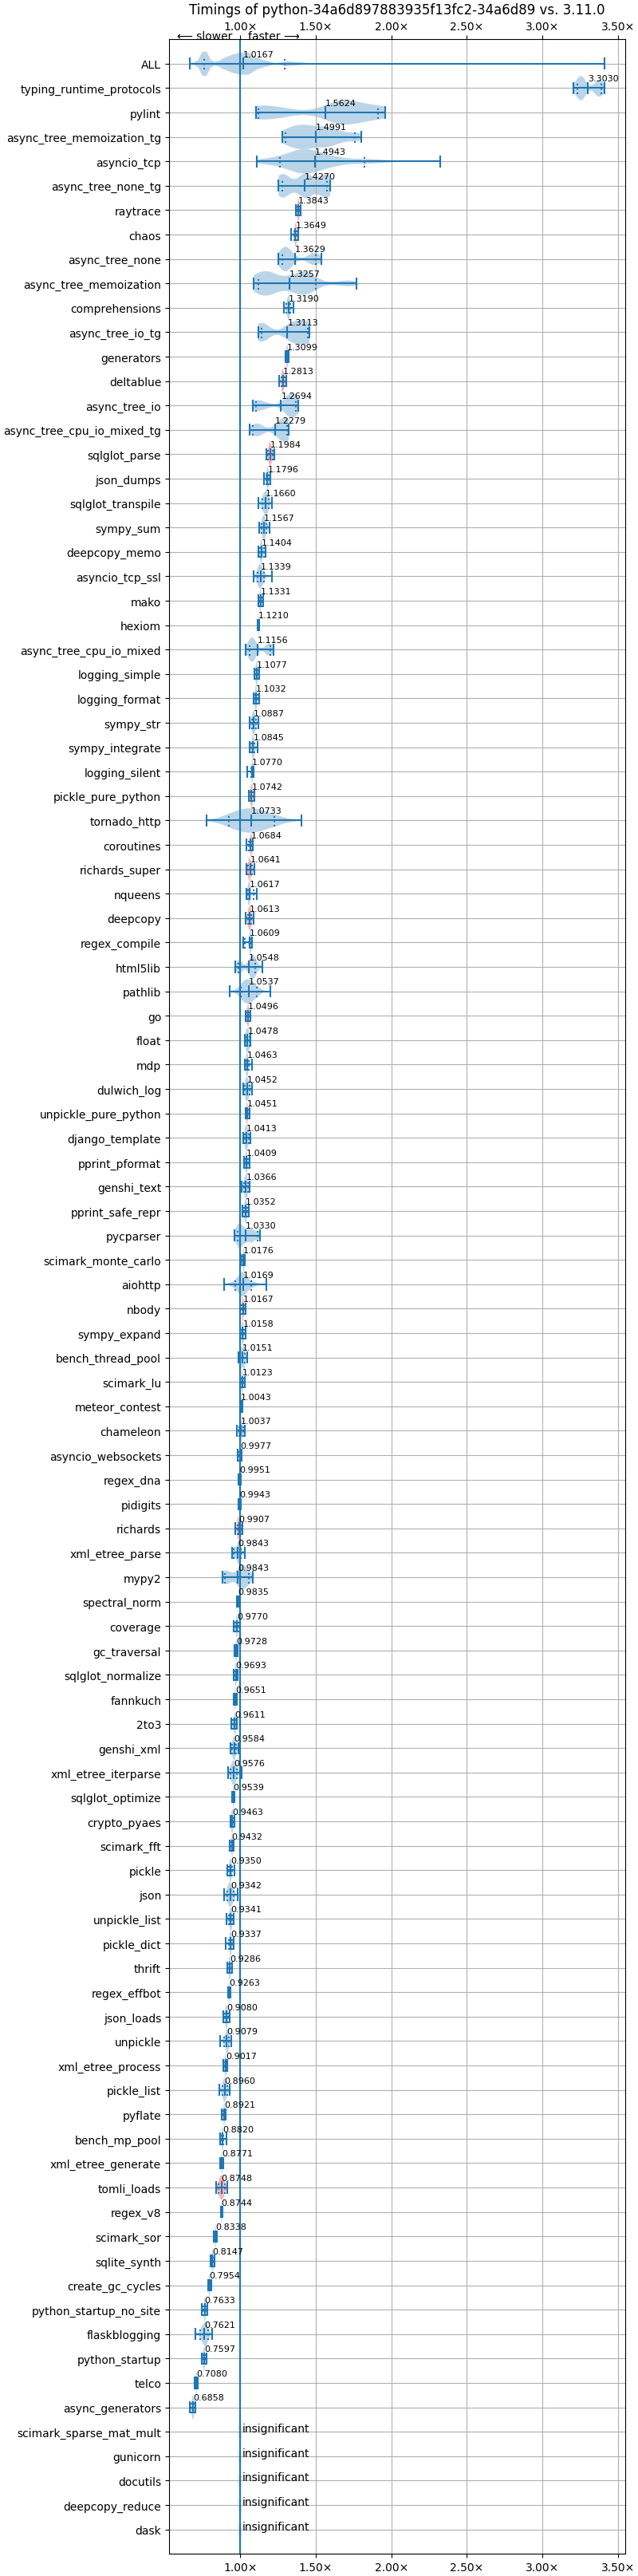 Timings of python-34a6d897883935f13fc2-34a6d89 vs. 3.11.0
1.00× 1.50× 2.00× 2.50× 3.00× 3.50×
⟵ slower faster ⟶
ALL 1.0167
typing_runtime_protocols 3.3030
pylint 1.5624
async_tree_memoization_tg 1.4991
asyncio_tcp 1.4943
async_tree_none_tg 1.4270
raytrace 1.3843
chaos 1.3649
async_tree_none 1.3629
async_tree_memoization 1.3257
comprehensions 1.3190
async_tree_io_tg 1.3113
generators 1.3099
deltablue 1.2813
async_tree_io 1.2694
async_tree_cpu_io_mixed_tg 1.2279
sqlglot_parse 1.1984
json_dumps 1.1796
sqlglot_transpile 1.1660
sympy_sum 1.1567
deepcopy_memo 1.1404
asyncio_tcp_ssl 1.1339
mako 1.1331
hexiom 1.1210
async_tree_cpu_io_mixed 1.1156
logging_simple 1.1077
logging_format 1.1032
sympy_str 1.0887
sympy_integrate 1.0845
logging_silent 1.0770
pickle_pure_python 1.0742
tornado_http 1.0733
coroutines 1.0684
richards_super 1.0641
nqueens 1.0617
deepcopy 1.0613
regex_compile 1.0609
html5lib 1.0548
pathlib 1.0537
go 1.0496
float 1.0478
mdp 1.0463
dulwich_log 1.0452
unpickle_pure_python 1.0451
django_template 1.0413
pprint_pformat 1.0409
genshi_text 1.0366
pprint_safe_repr 1.0352
pycparser 1.0330
scimark_monte_carlo 1.0176
aiohttp 1.0169
nbody 1.0167
sympy_expand 1.0158
bench_thread_pool 1.0151
scimark_lu 1.0123
meteor_contest 1.0043
chameleon 1.0037
asyncio_websockets 0.9977
regex_dna 0.9951
pidigits 0.9943
richards 0.9907
xml_etree_parse 0.9843
mypy2 0.9843
spectral_norm 0.9835
coverage 0.9770
gc_traversal 0.9728
sqlglot_normalize 0.9693
fannkuch 0.9651
2to3 0.9611
genshi_xml 0.9584
xml_etree_iterparse 0.9576
sqlglot_optimize 0.9539
crypto_pyaes 0.9463
scimark_fft 0.9432
pickle 0.9350
json 0.9342
unpickle_list 0.9341
pickle_dict 0.9337
thrift 0.9286
regex_effbot 0.9263
json_loads 0.9080
unpickle 0.9079
xml_etree_process 0.9017
pickle_list 0.8960
pyflate 0.8921
bench_mp_pool 0.8820
xml_etree_generate 0.8771
tomli_loads 0.8748
regex_v8 0.8744
scimark_sor 0.8338
sqlite_synth 0.8147
create_gc_cycles 0.7954
python_startup_no_site 0.7633
flaskblogging 0.7621
python_startup 0.7597
telco 0.7080
async_generators 0.6858
scimark_sparse_mat_mult insignificant
gunicorn insignificant
docutils insignificant
deepcopy_reduce insignificant
dask insignificant
1.00× 1.50× 2.00× 2.50× 3.00× 3.50×